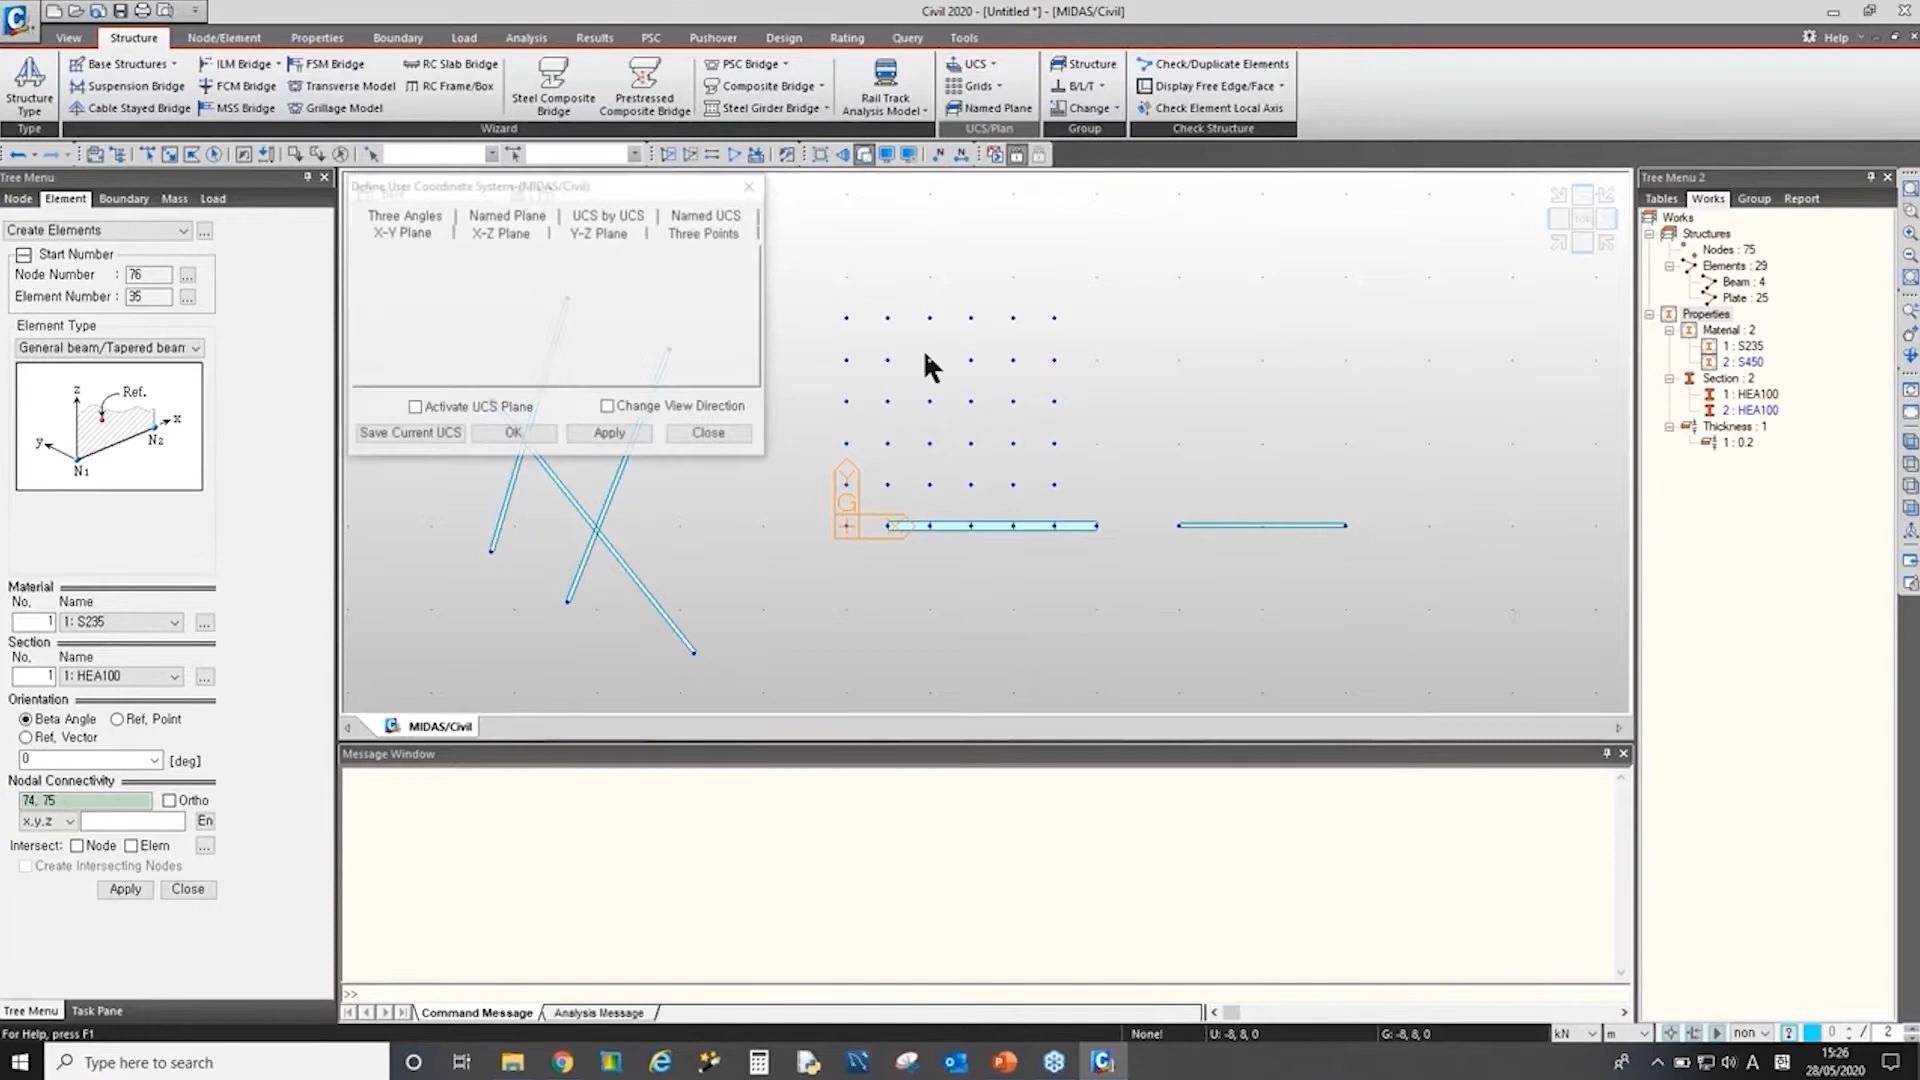 Civil 2020 - [Untitled *] - [MIDAS/Civil]
View Structure Node/Element Properties Boundary Load Analysis Results PSC Pushover Design Rating Query Tools Help
Structure Type
Type
Base Structures
Suspension Bridge
Cable Stayed Bridge
ILM Bridge
FCM Bridge
MSS Bridge
FSM Bridge
Transverse Model
Grillage Model
RC Slab Bridge
RC Frame/Box
Steel Composite Bridge
Prestressed Composite Bridge
PSC Bridge
Composite Bridge
Steel Girder Bridge
Wizard
Rail Track Analysis Model
UCS
Grids
Named Plane
UCS/Plan
Structure
B/L/T
Change
Group
Check/Duplicate Elements
Display Free Edge/Face
Check Element Local Axis
Check Structure
Tree Menu
Node Element Boundary Mass Load
Create Elements
Start Number
Node Number : 76
Element Number : 35
Element Type
General beam/Tapered bean
z Ref. x
y N1 N2
Material
No, Name
1 1: S235
Section
No, Name
1 1: HEA100
Orientation
Beta Angle Ref, Point
Ref, Vector
0 [deg]
Nodal Connectivity
74, 75 Ortho
x,y,z En
Intersect: Node Elem
Create Intersecting Nodes
Apply Close
Tree Menu Task Pane
Define User Coordinate System-(MIDAS/Civil)
Three Angles Named Plane UCS by UCS Named UCS
X-Y Plane X-Z Plane Y-Z Plane Three Points
Activate UCS Plane Change View Direction
Save Current UCS OK Apply Close
Y
G
X
TOP
MIDAS/Civil
Message Window
>>
Command Message Analysis Message
Tree Menu 2
Tables Works Group Report
Works
Structures
Nodes : 75
Elements : 29
Beam : 4
Plate : 25
Properties
Material : 2
1 : S235
2 : S450
Section : 2
1 : HEA100
2 : HEA100
Thickness : 1
1 : 0.2
For Help, press F1
None! U: -8, 8, 0 G: -8, 8, 0 kN m non 0 / 2
Type here to search
A
15:26
28/05/2020